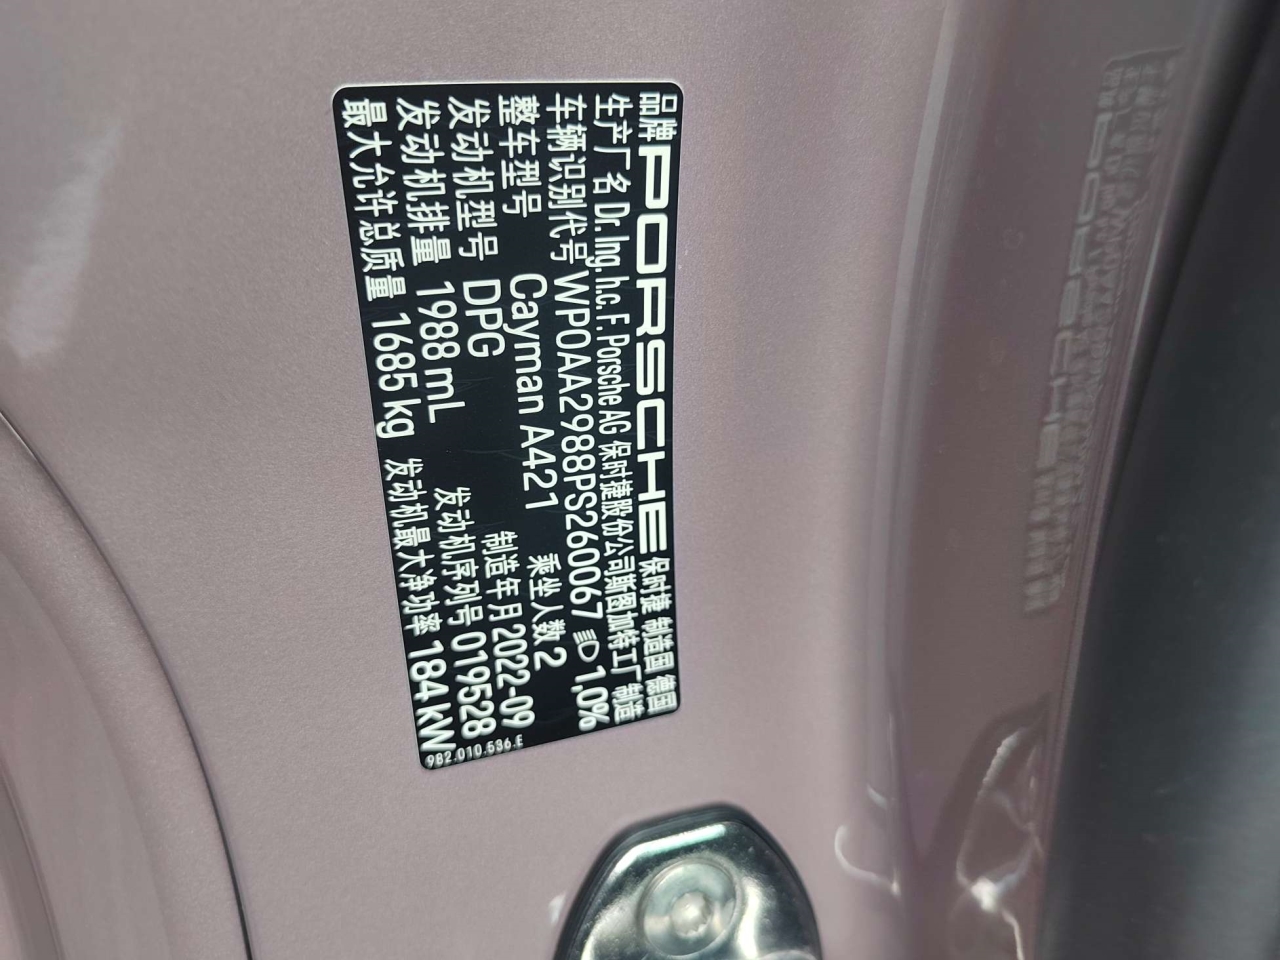 品牌 PORSCHE 保时捷 制造国 德国
生产厂名 Dr. Ing. h.c. F. Porsche AG 保时捷股份公司斯图加特工厂 制造
车辆识别代号 WP0AA2988PS260067 1,0%
整车型号 Cayman A421 乘坐人数 2
发动机型号 DPG 制造年月 2022-09
发动机排量 1988 mL 发动机序列号 019528
最大允许总质量 1685 kg 发动机最大净功率 184 kW
982.010.536.E